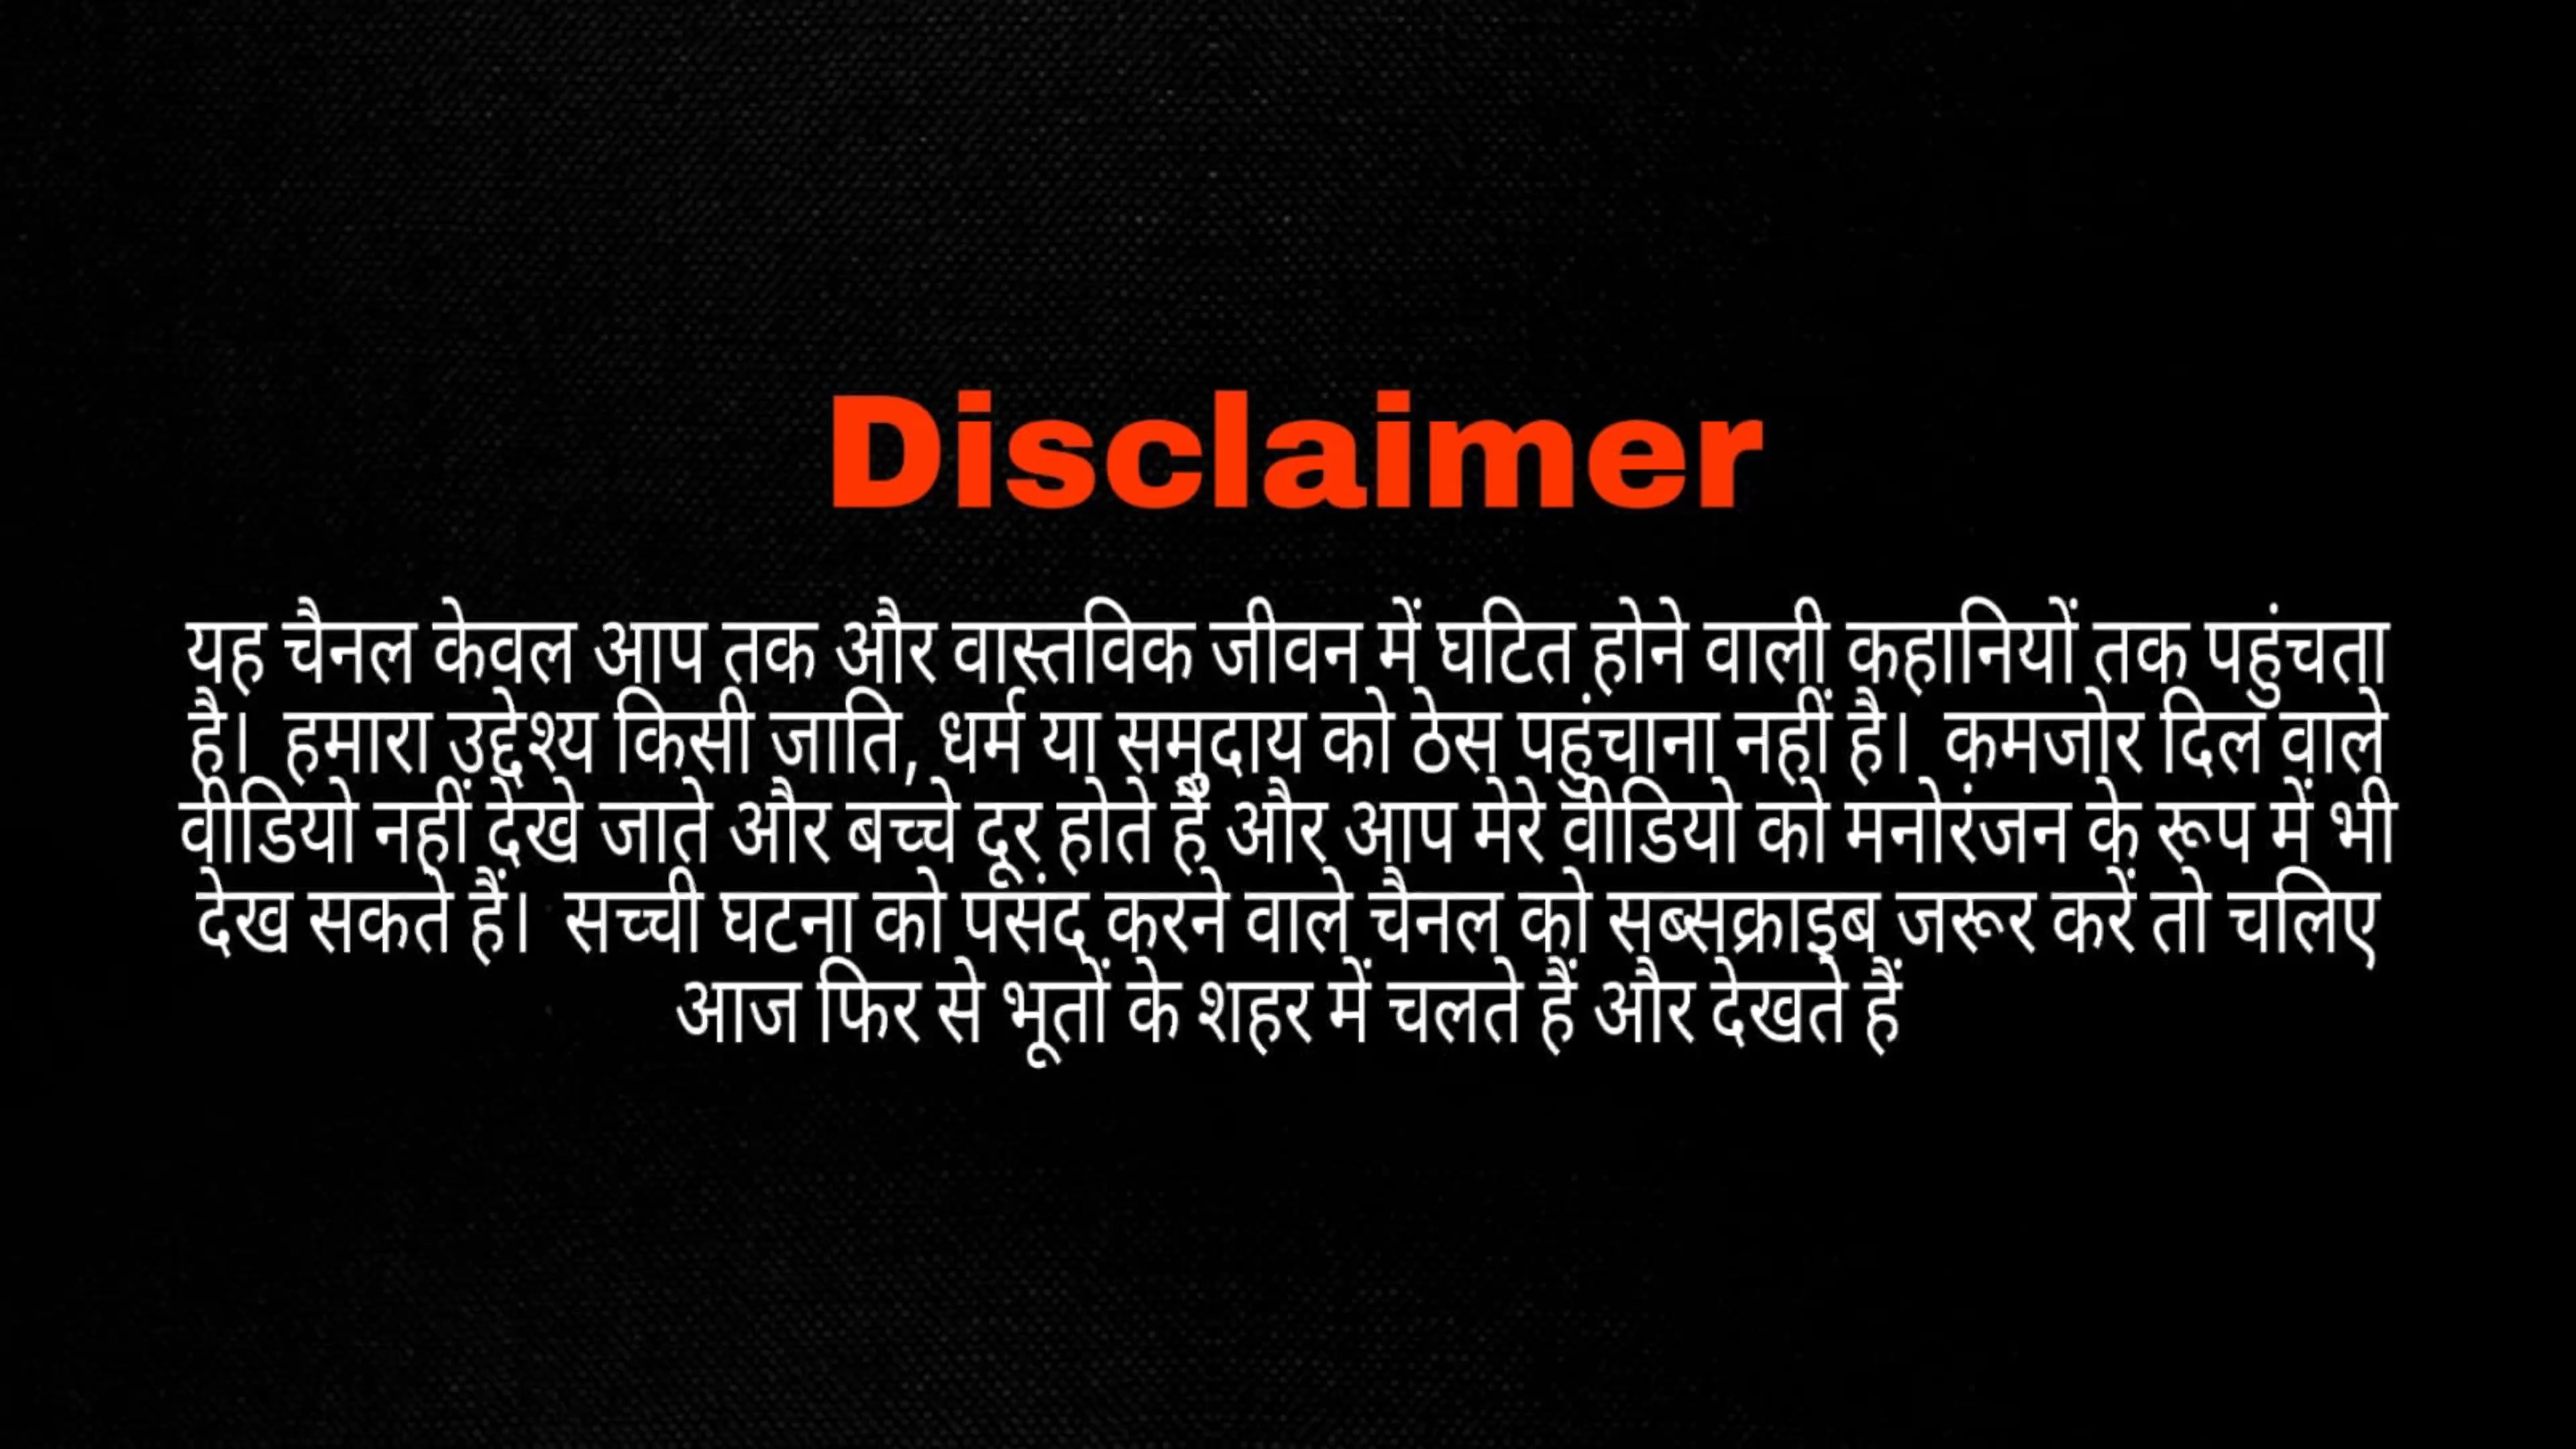 Disclaimer
यह चैनल केवल आप तक और वास्तविक जीवन में घटित होने वाली कहानियों तक पहुंचता
है। हमारा उद्देश्य किसी जाति, धर्म या समुदाय को ठेस पहुंचाना नहीं है। कमजोर दिल वाले
वीडियो नहीं देखे जाते और बच्चे दूर होते हैं और आप मेरे वीडियो को मनोरंजन के रूप में भी
देख सकते हैं। सच्ची घटना को पसंद करने वाले चैनल को सब्सक्राइब जरूर करें तो चलिए
आज फिर से भूतों के शहर में चलते हैं और देखते हैं